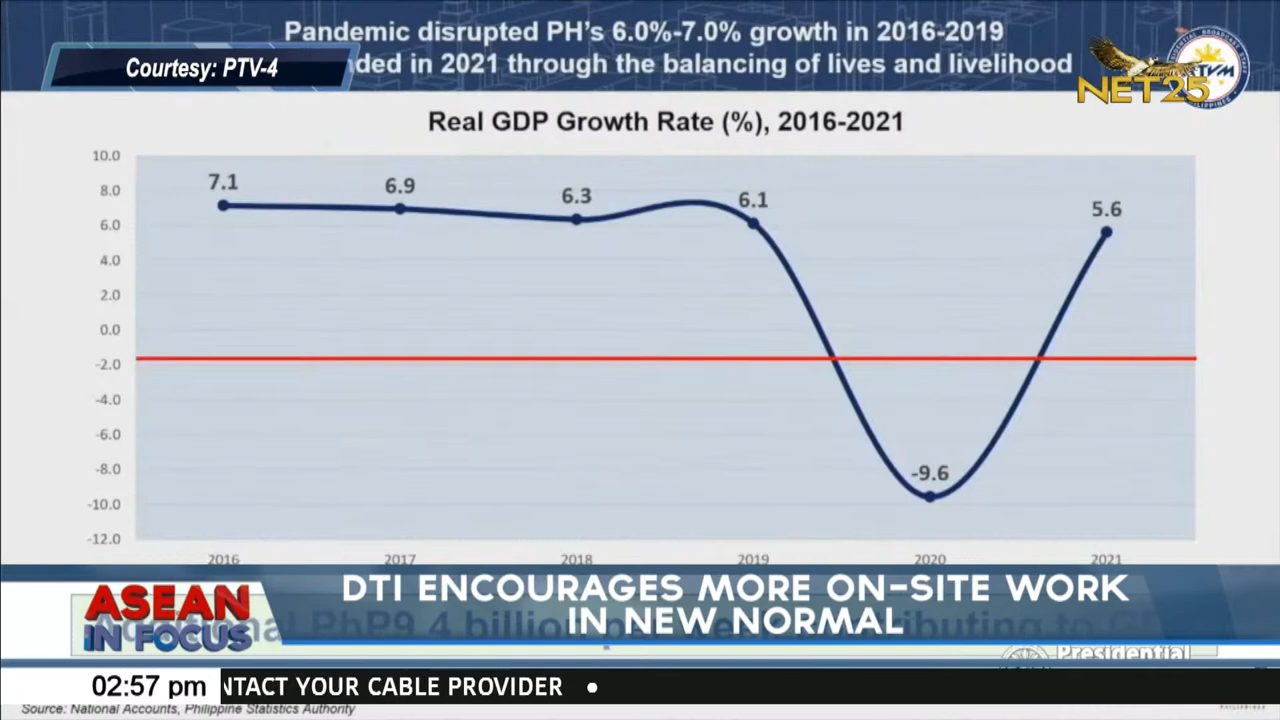 Pandemic disrupted PH's 6.0%-7.0% growth in 2016-2019
Courtesy: PTV-4
ded in 2021 through the balancing of lives and livelihood
NET25
TVM
Real GDP Growth Rate (%), 2016-2021
10.0
8.0
6.0
4.0
2.0
0.0
-2.0
-4.0
-6.0
-8.0
-10.0
-12.0
7.1
6.9
6.3
6.1
-9.6
5.6
2016
2017
2018
2019
2020
2021
DTI ENCOURAGES MORE ON-SITE WORK
IN NEW NORMAL
ASEAN
IN FOCUS
PhP9.4 billion
Presidential
02:57 pm
NTACT YOUR CABLE PROVIDER •
Source: National Accounts, Philippine Statistics Authority